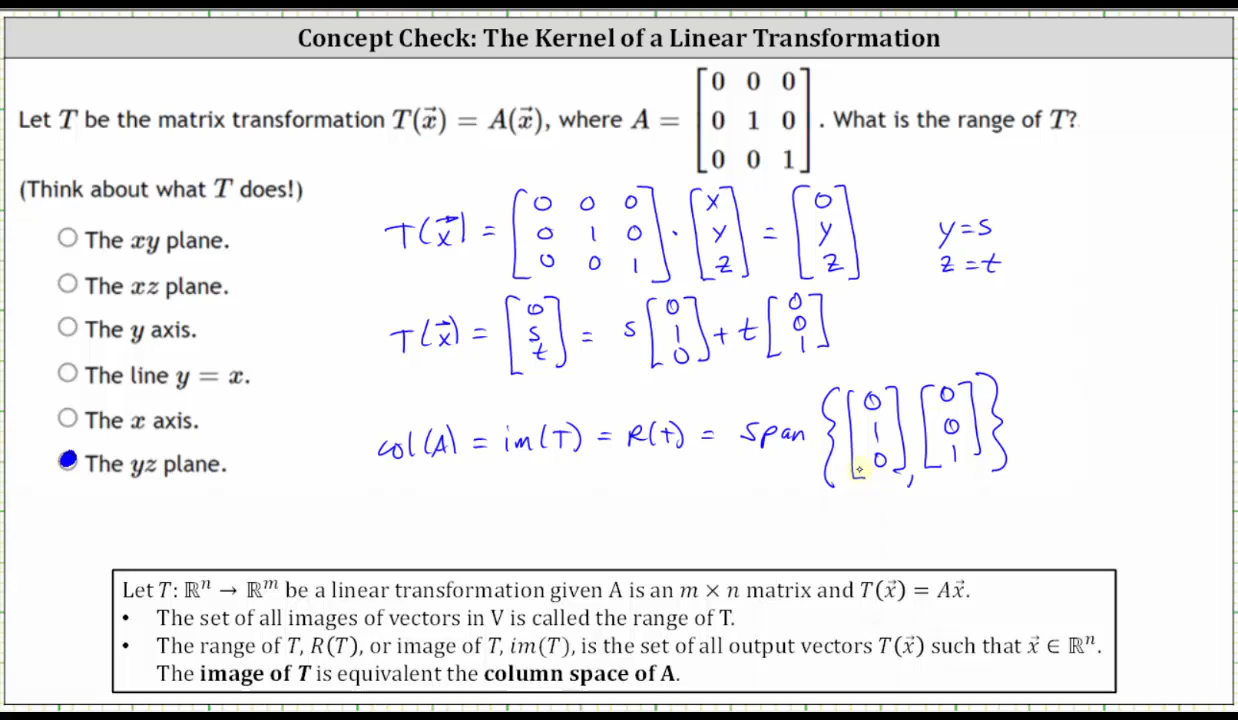 Concept Check: The Kernel of a Linear Transformation
Let T be the matrix transformation T(x⃗) = A(x⃗), where A = [0 0 0; 0 1 0; 0 0 1]. What is the range of T?
(Think about what T does!)
T(x⃗) = [0 0 0; 0 1 0; 0 0 1] · [x; y; z] = [0; y; z] y=s z=t
The xy plane.
The xz plane.
T(x⃗) = [0; s; t] = s[0; 1; 0] + t[0; 0; 1]
The y axis.
The line y = x.
The x axis.
col(A) = im(T) = R(t) = span {[0; 1; 0], [0; 0; 1]}
The yz plane.
Let T: ℝⁿ → ℝᵐ be a linear transformation given A is an m × n matrix and T(x⃗) = Ax⃗.
• The set of all images of vectors in V is called the range of T.
• The range of T, R(T), or image of T, im(T), is the set of all output vectors T(x⃗) such that x⃗ ∈ ℝⁿ.
The image of T is equivalent the column space of A.